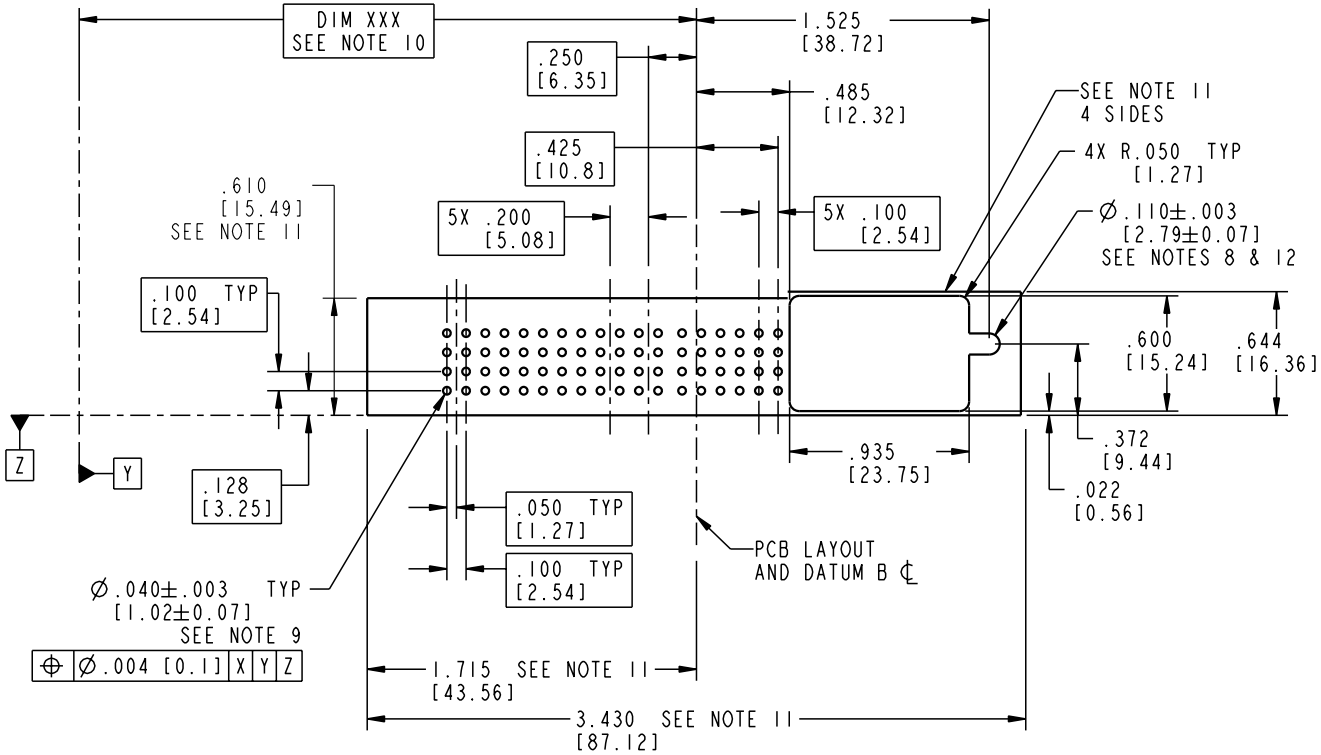 DIM XXX
SEE NOTE 10
1.525
[38.72]
.250
[6.35]
.485
[12.32]
SEE NOTE 11
4 SIDES
.425
[10.8]
4X R.050 TYP
[1.27]
.610
[15.49]
SEE NOTE 11
5X .200
[5.08]
5X .100
[2.54]
Ø.110±.003
[2.79±0.07]
SEE NOTES 8 & 12
.100 TYP
[2.54]
.600
[15.24]
.644
[16.36]
Z
Y
.128
[3.25]
.935
[23.75]
.372
[9.44]
.022
[0.56]
.050 TYP
[1.27]
PCB LAYOUT
AND DATUM B ℄
.100 TYP
[2.54]
Ø.040±.003 TYP
[1.02±0.07]
SEE NOTE 9
⌖ Ø.004 [0.1] X Y Z
1.715 SEE NOTE 11
[43.56]
3.430 SEE NOTE 11
[87.12]